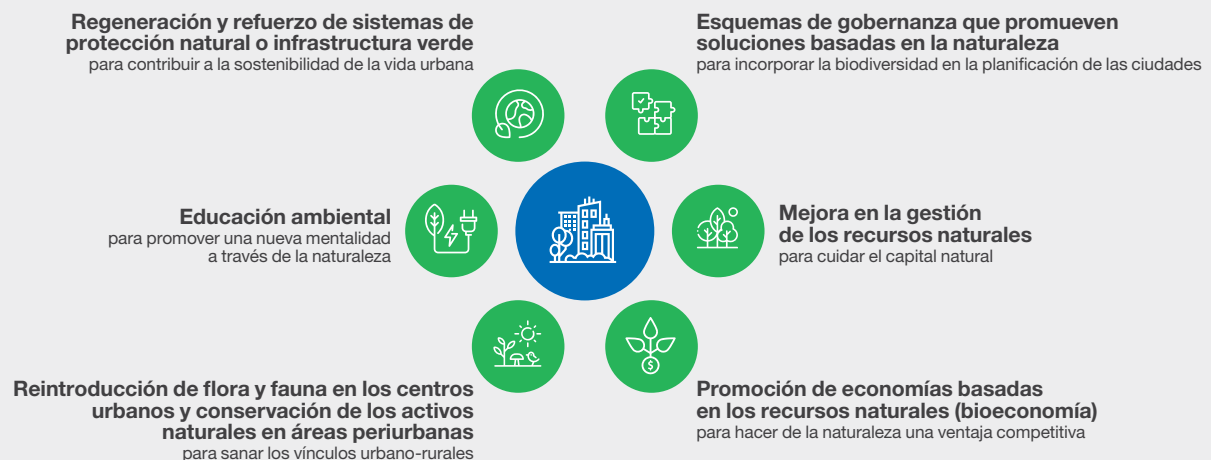 Regeneración y refuerzo de sistemas de
protección natural o infrastructura verde
para contribuir a la sostenibilidad de la vida urbana
Esquemas de gobernanza que promueven
soluciones basadas en la naturaleza
para incorporar la biodiversidad en la planificación de las ciudades
Educación ambiental
para promover una nueva mentalidad
a través de la naturaleza
Mejora en la gestión
de los recursos naturales
para cuidar el capital natural
Reintroducción de flora y fauna en los centros
urbanos y conservación de los activos
naturales en áreas periurbanas
para sanar los vínculos urbano-rurales
Promoción de economías basadas
en los recursos naturales (bioeconomía)
para hacer de la naturaleza una ventaja competitiva
$